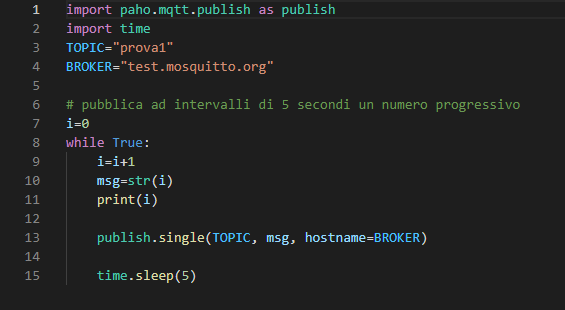 1 import paho.mqtt.publish as publish
2 import time
3 TOPIC="prova1"
4 BROKER="test.mosquitto.org"
5
6 # pubblica ad intervalli di 5 secondi un numero progressivo
7 i=0
8 while True:
9     i=i+1
10     msg=str(i)
11     print(i)
12
13     publish.single(TOPIC, msg, hostname=BROKER)
14
15     time.sleep(5)